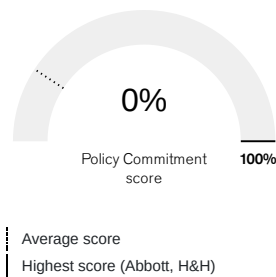 0%
Policy Commitment
score
100%
Average score
Highest score (Abbott, H&H)